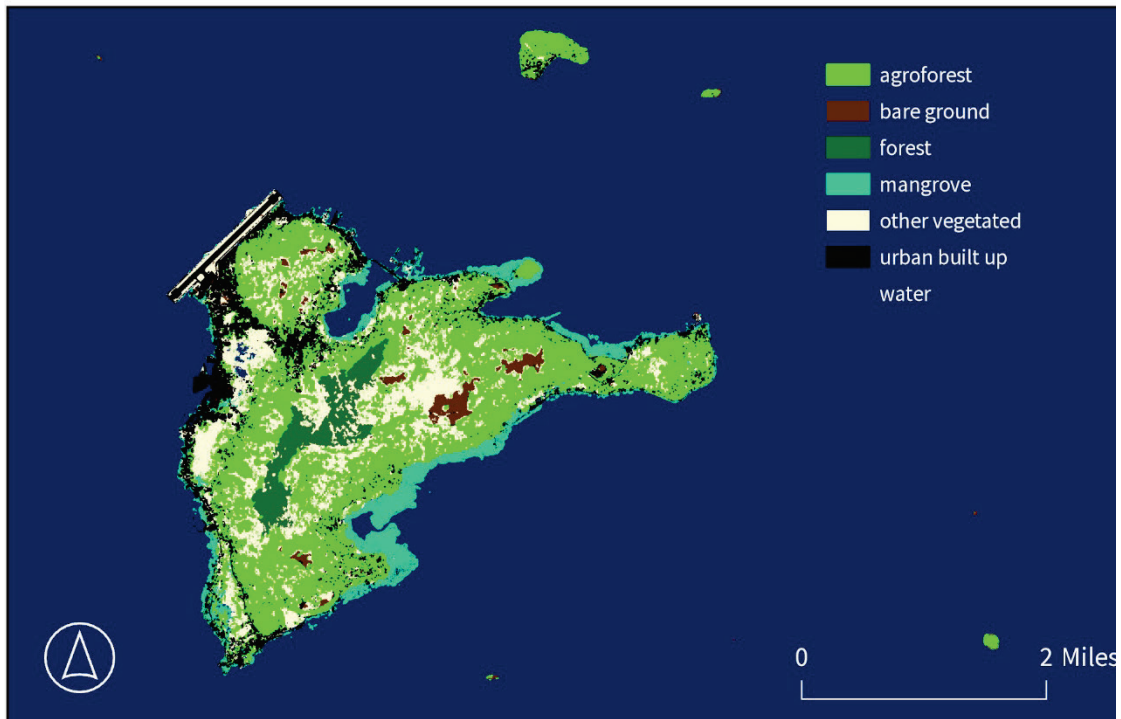 agroforest
bare ground
forest
mangrove
other vegetated
urban built up
water
0 2 Miles